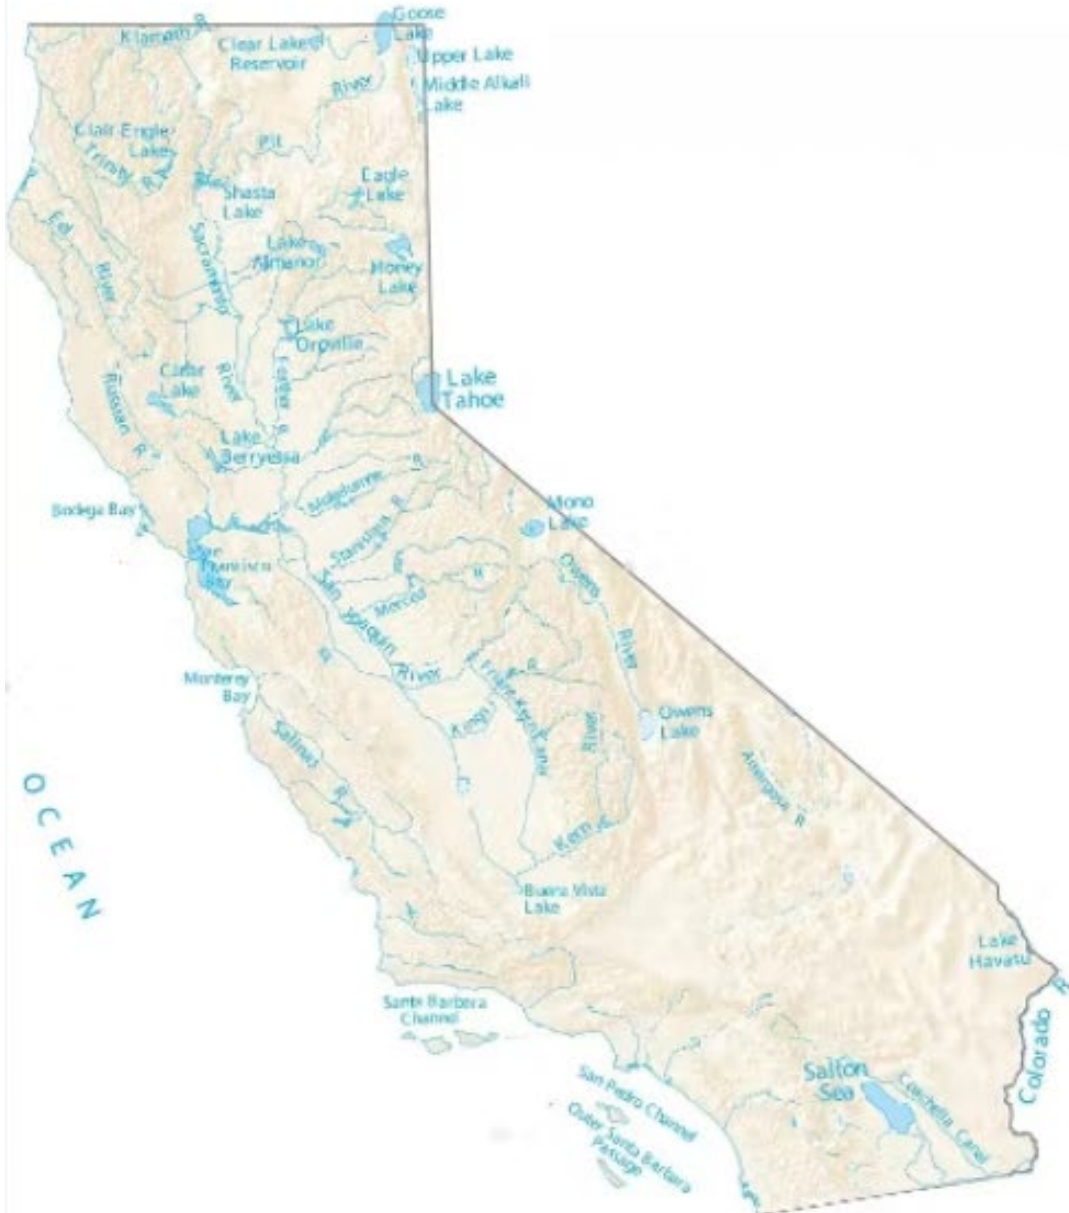 Goose
Lake
Klamath R
Clear Lake
Reservoir
Upper Lake
Middle Alkali
Lake
River
Pit
Clair Engle
Lake
Trinity R
Eagle
Lake
Shasta
Lake
Eel
River
Sacramento
River
Lake
Almanor
Honey
Lake
Lake
Oroville
Feather R
Clear
Lake
Russian R
Lake
Tahoe
Lake
Berryessa
R
Mokelumne
R
Stanislaus R
Bodega Bay
Mono
Lake
San
Francisco
Bay
San Joaquin River
Merced
R
Owens
River
Monterey
Bay
R
Friant Kern Canal
R
Kings
River
Owens
Lake
Salinas
R
Amargosa R
Kern
Buena Vista
Lake
OCEAN
Lake
Havasu
Colorado R
Santa Barbara
Channel
San Pedro Channel
Outer Santa Barbara
Passage
Salton
Sea
Coachella Canal